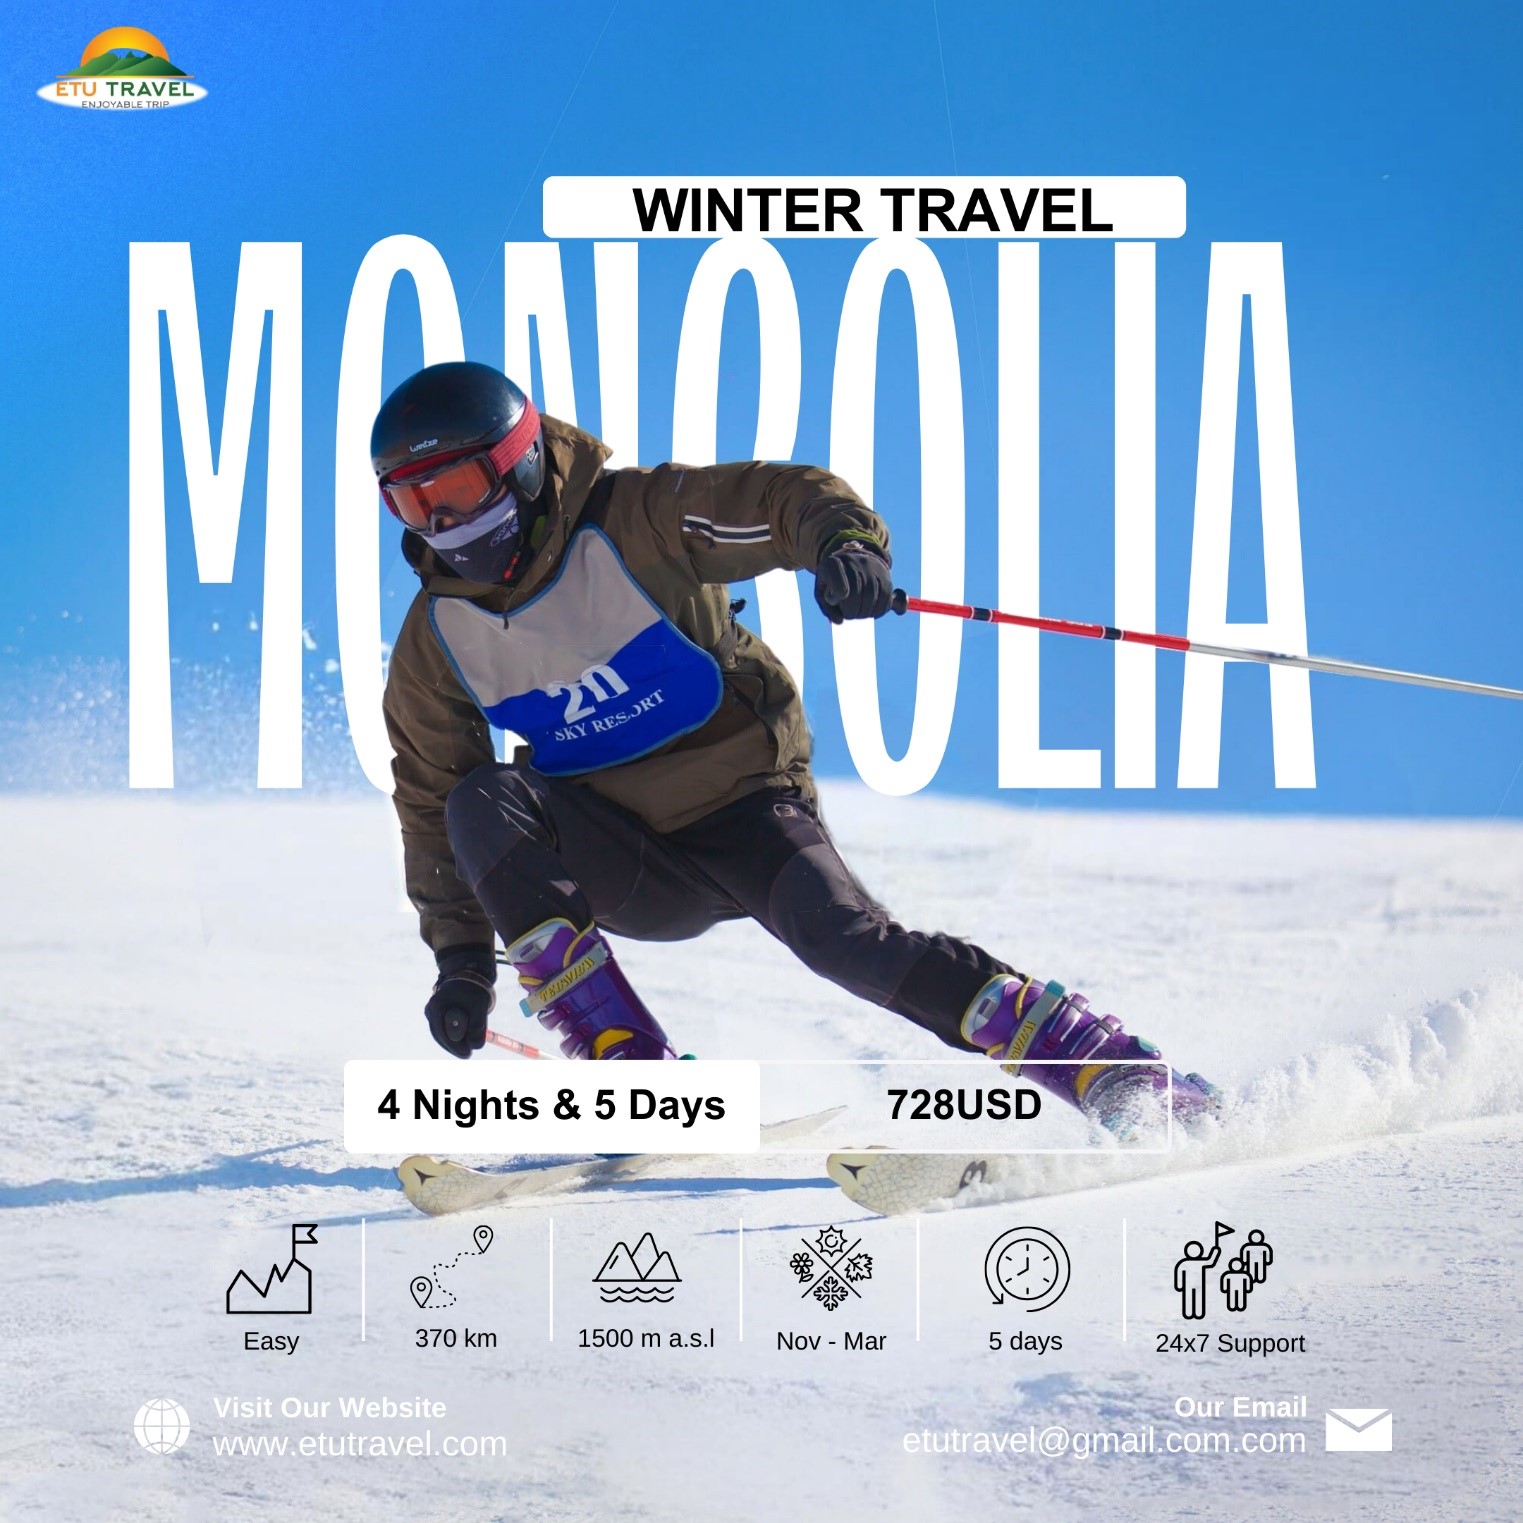 ETU TRAVEL
ENJOYABLE TRIP
WINTER TRAVEL
MONGOLIA
wedze
20
SKY RESORT
4 Nights & 5 Days
728USD
Easy
370 km
1500 m a.s.l
Nov - Mar
5 days
24x7 Support
Visit Our Website
www.etutravel.com
Our Email
etutravel@gmail.com.com